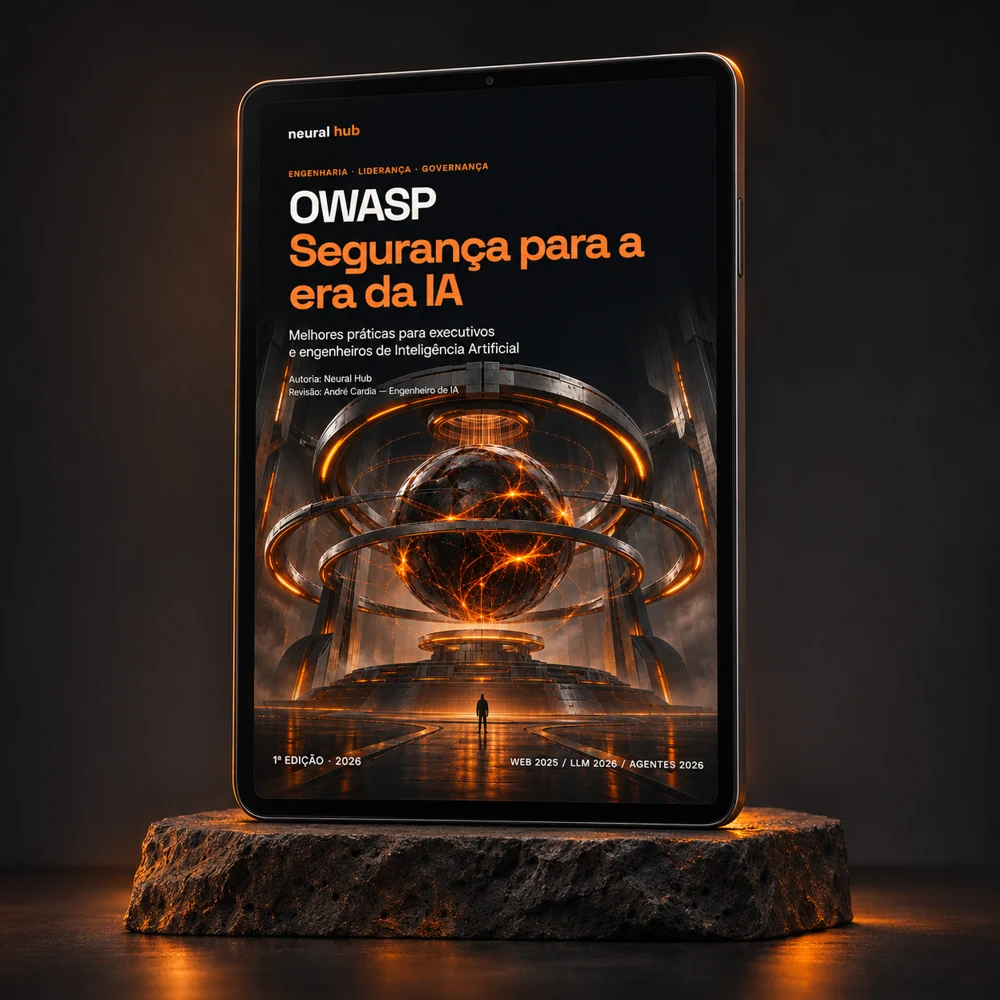 neural hub
ENGENHARIA · LIDERANÇA · GOVERNANÇA
OWASP
Segurança para a
era da IA
Melhores práticas para executivos
e engenheiros de Inteligência Artificial
Autoria: Neural Hub
Revisão: André Cardia — Engenheiro de IA
1ª EDIÇÃO · 2026
WEB 2025 / LLM 2026 / AGENTES 2026